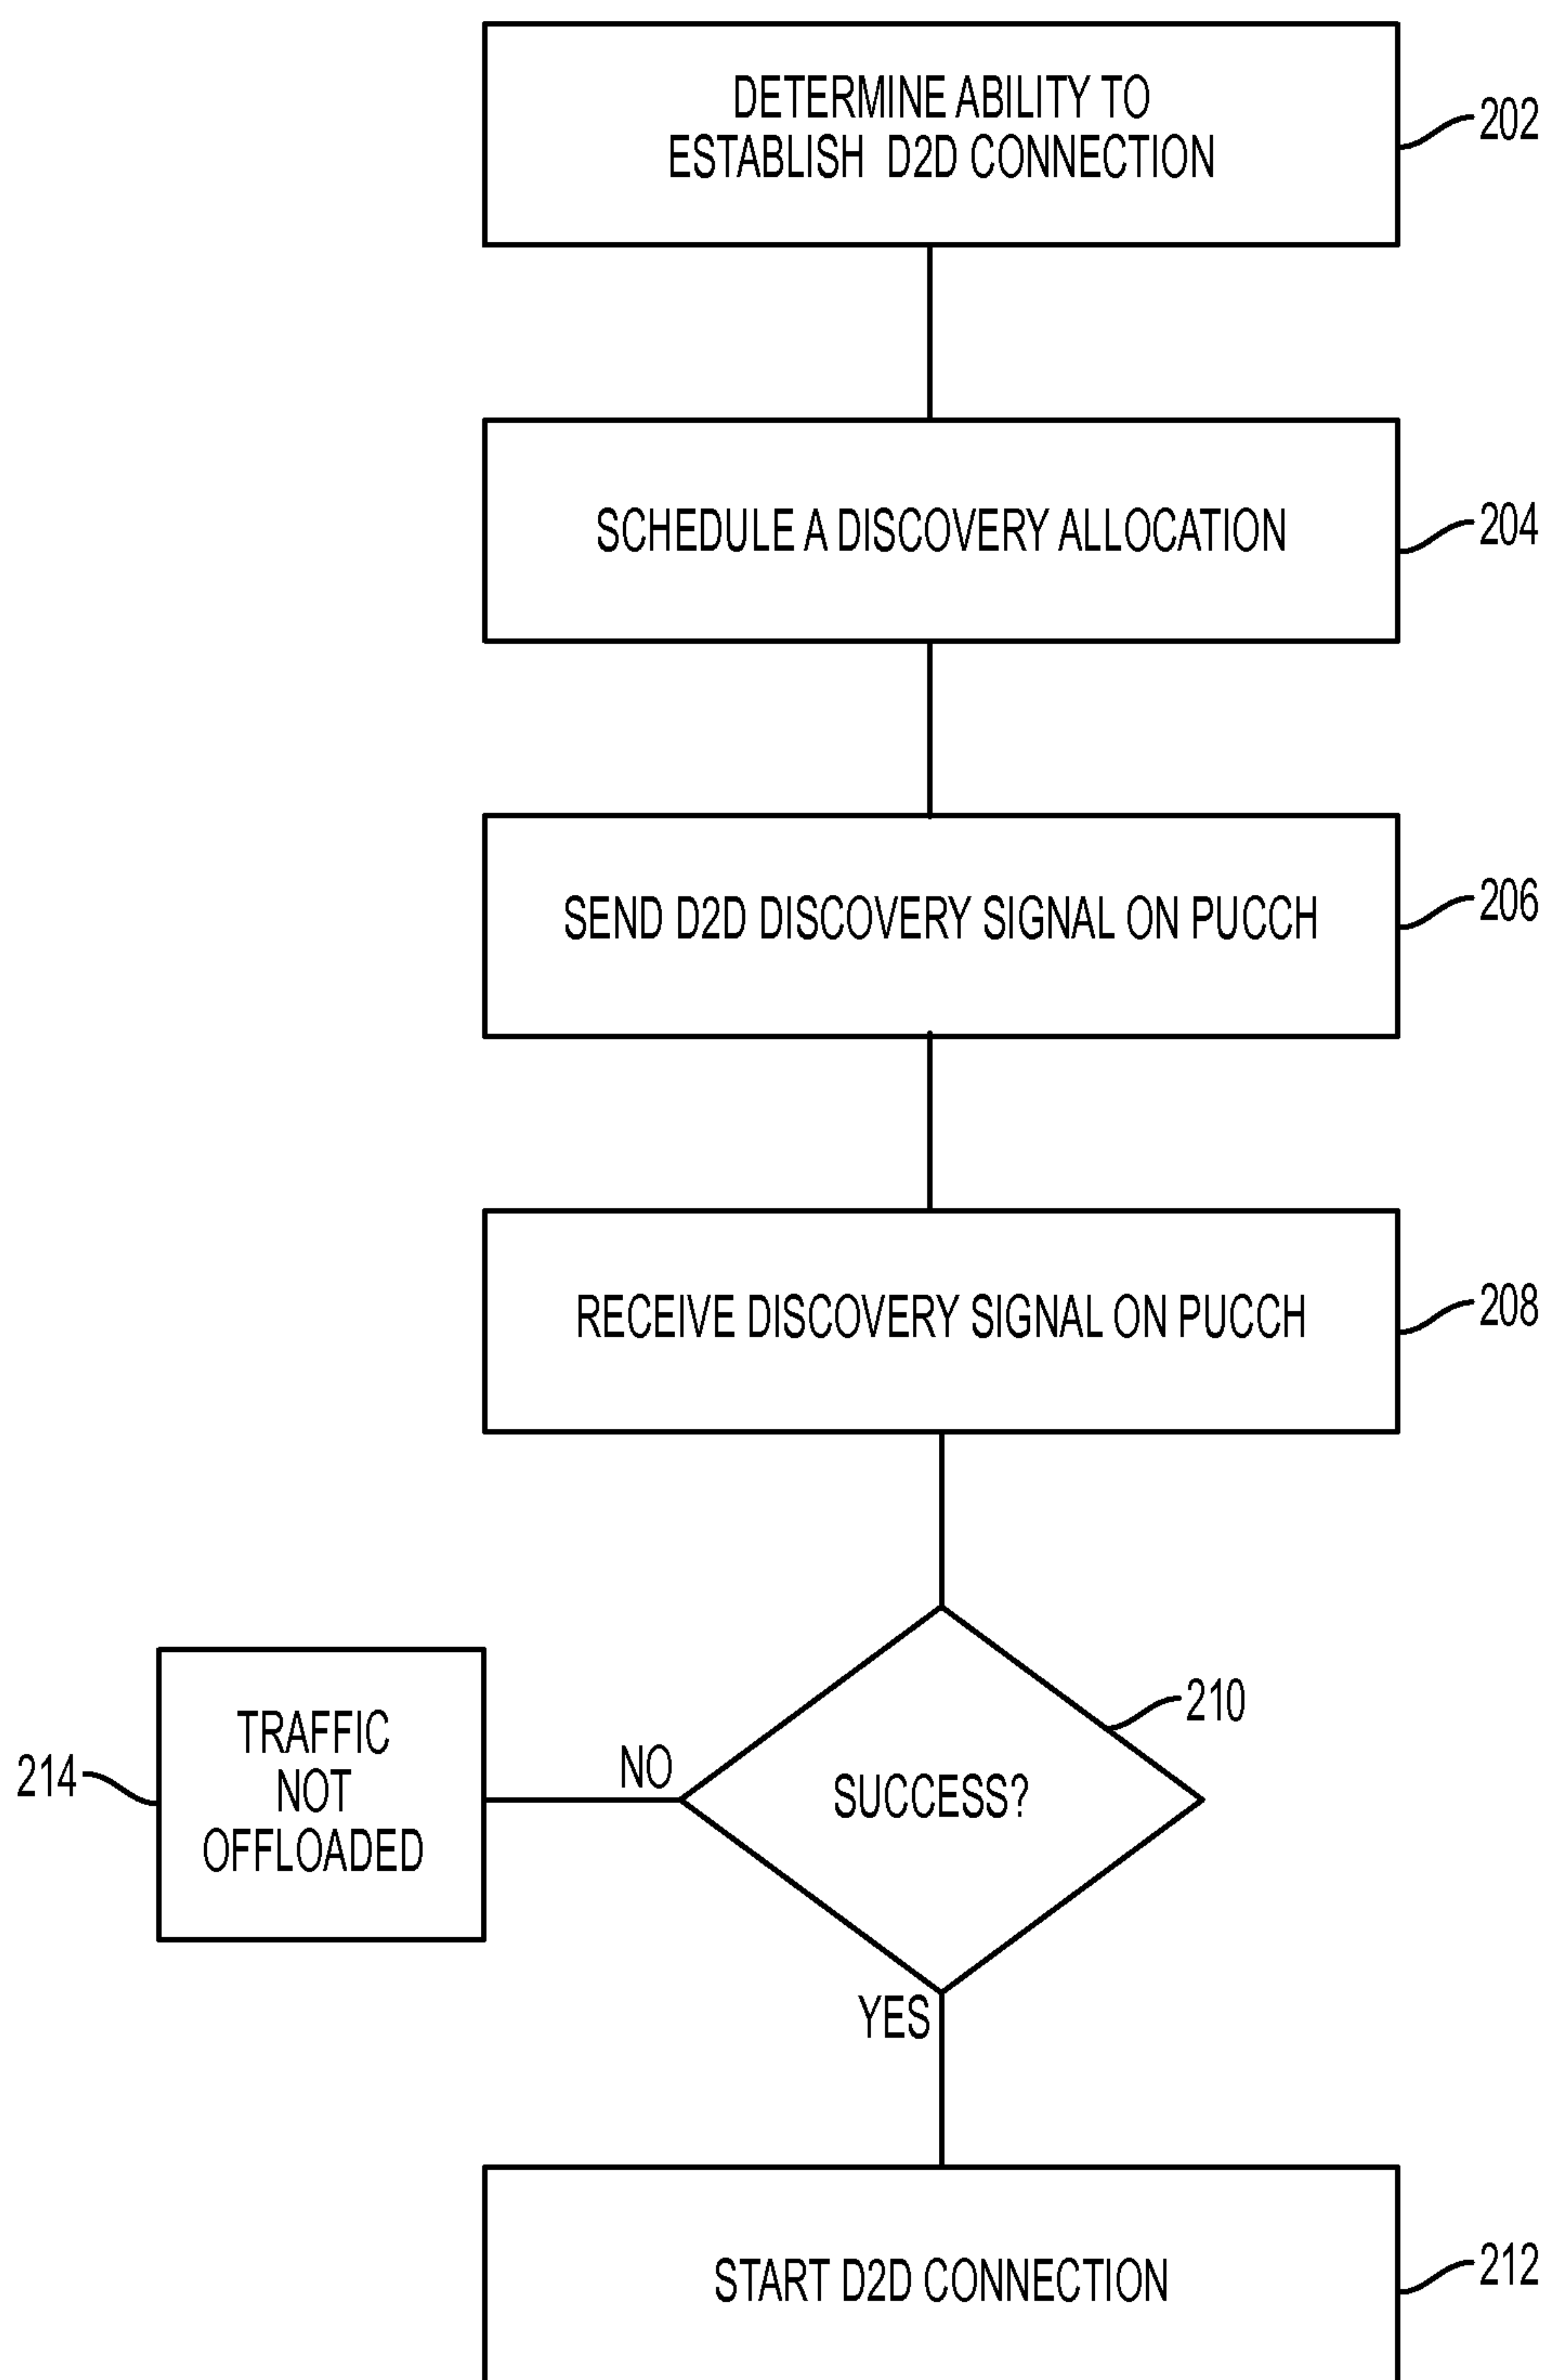 DETERMINE ABILITY TO
ESTABLISH D2D CONNECTION
202
SCHEDULE A DISCOVERY ALLOCATION
204
SEND D2D DISCOVERY SIGNAL ON PUCCH
206
RECEIVE DISCOVERY SIGNAL ON PUCCH
208
210
SUCCESS?
NO
TRAFFIC
NOT
OFFLOADED
214
YES
START D2D CONNECTION
212